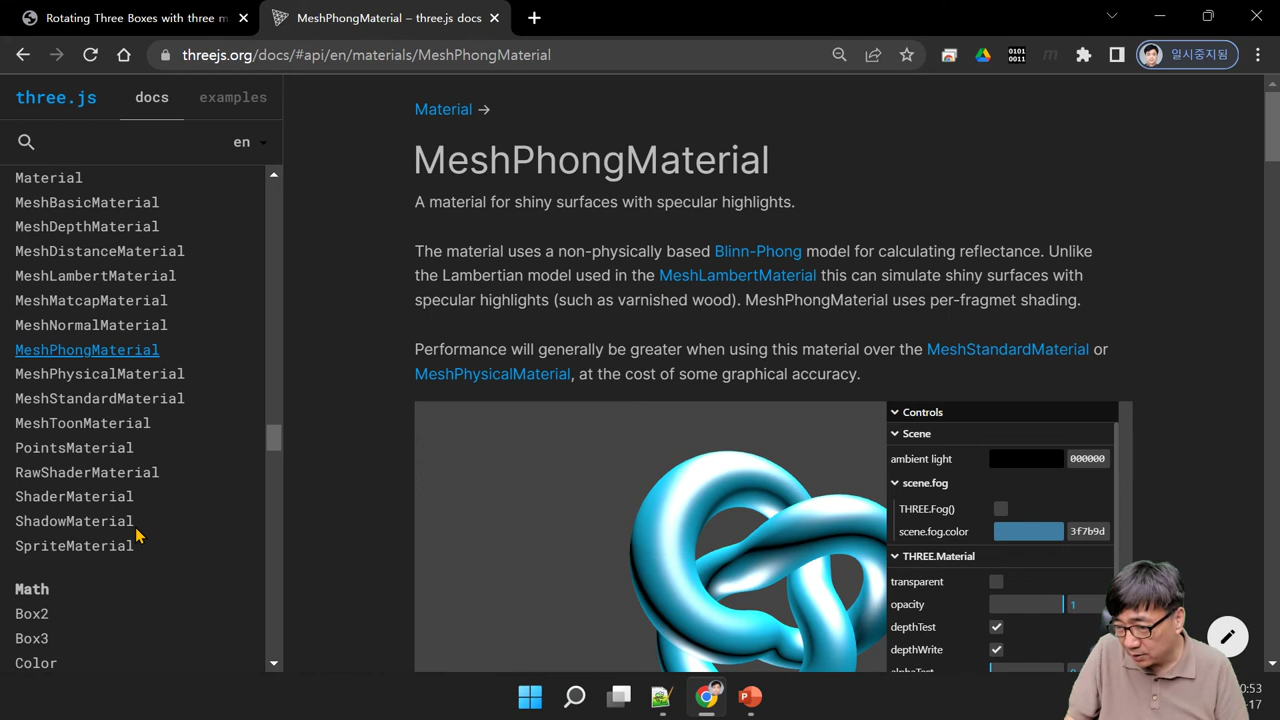 Rotating Three Boxes with three m
MeshPhongMaterial – three.js docs
threejs.org/docs/#api/en/materials/MeshPhongMaterial
0101
0011
m
일시중지됨
three.js
docs
examples
en
Material
MeshBasicMaterial
MeshDepthMaterial
MeshDistanceMaterial
MeshLambertMaterial
MeshMatcapMaterial
MeshNormalMaterial
MeshPhongMaterial
MeshPhysicalMaterial
MeshStandardMaterial
MeshToonMaterial
PointsMaterial
RawShaderMaterial
ShaderMaterial
ShadowMaterial
SpriteMaterial
Math
Box2
Box3
Color
Material →
MeshPhongMaterial
A material for shiny surfaces with specular highlights.
The material uses a non-physically based Blinn-Phong model for calculating reflectance. Unlike
the Lambertian model used in the MeshLambertMaterial this can simulate shiny surfaces with
specular highlights (such as varnished wood). MeshPhongMaterial uses per-fragmet shading.
Performance will generally be greater when using this material over the MeshStandardMaterial or
MeshPhysicalMaterial, at the cost of some graphical accuracy.
Controls
Scene
ambient light 000000
scene.fog
THREE.Fog()
scene.fog.color 3f7b9d
THREE.Material
transparent
opacity 1
depthTest
depthWrite
:53
17